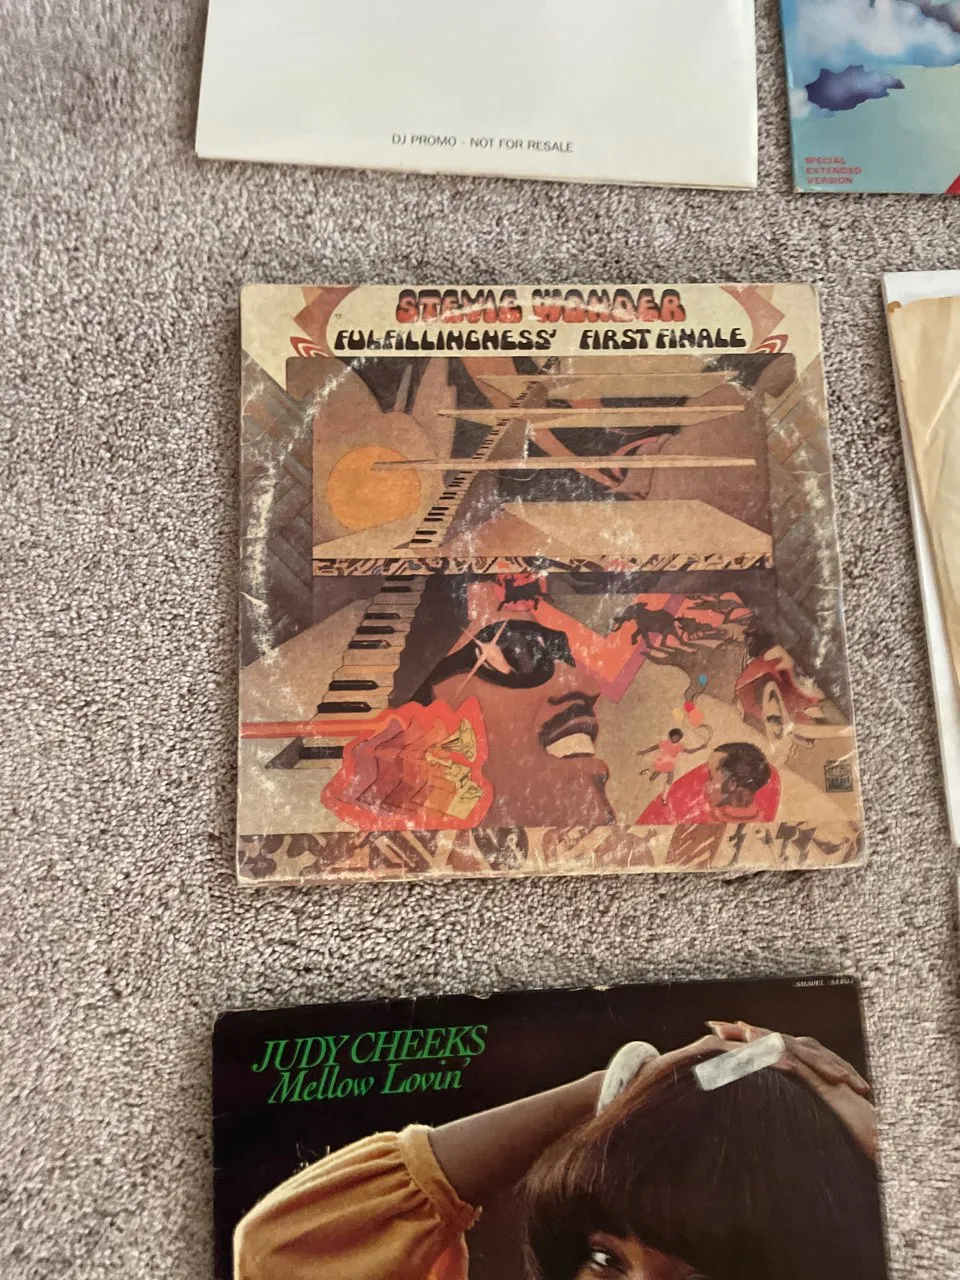 DJ PROMO - NOT FOR RESALE
SPECIAL
EXTENDED
VERSION
STEVIE WONDER
FULFILLINGNESS' FIRST FINALE
JUDY CHEEKS
Mellow Lovin'